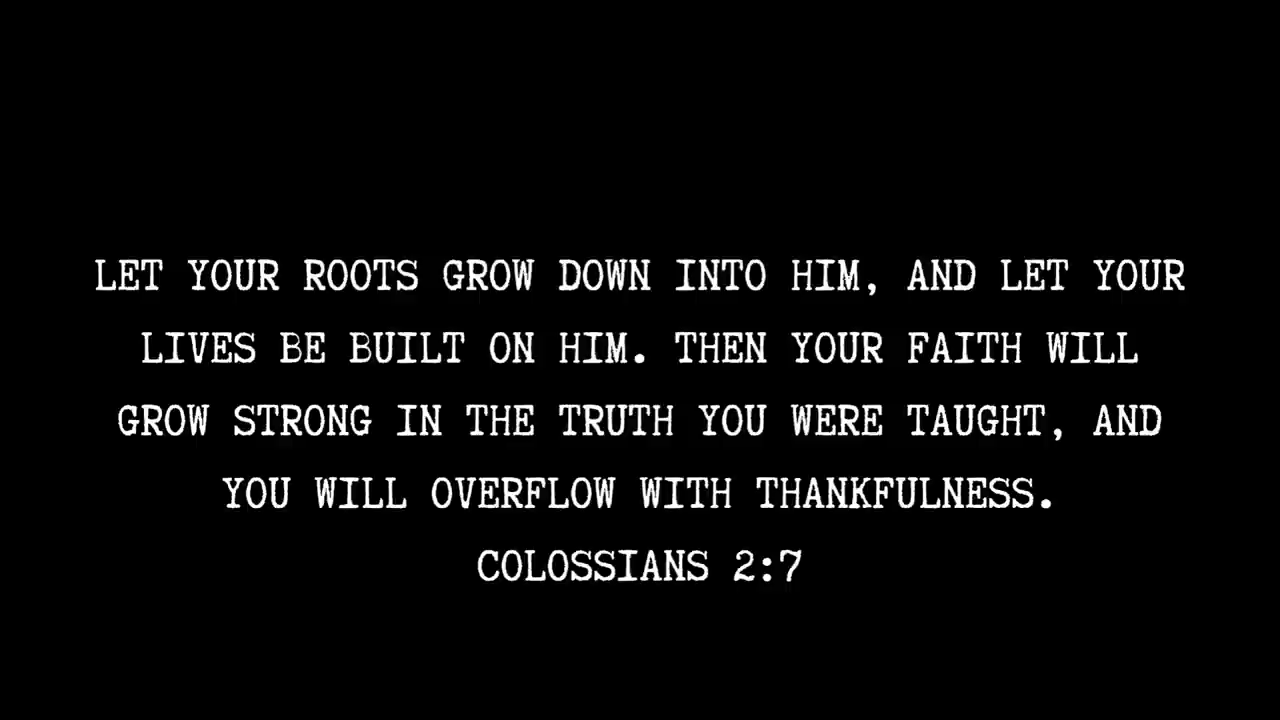 LET YOUR ROOTS GROW DOWN INTO HIM, AND LET YOUR
LIVES BE BUILT ON HIM. THEN YOUR FAITH WILL
GROW STRONG IN THE TRUTH YOU WERE TAUGHT, AND
YOU WILL OVERFLOW WITH THANKFULNESS.
COLOSSIANS 2:7